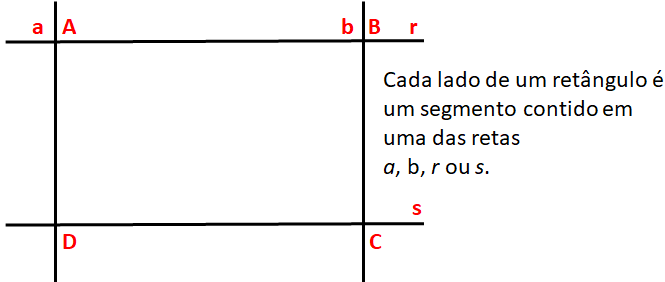 a A b B r
Cada lado de um retângulo é
um segmento contido em
uma das retas
a, b, r ou s.
s
D C